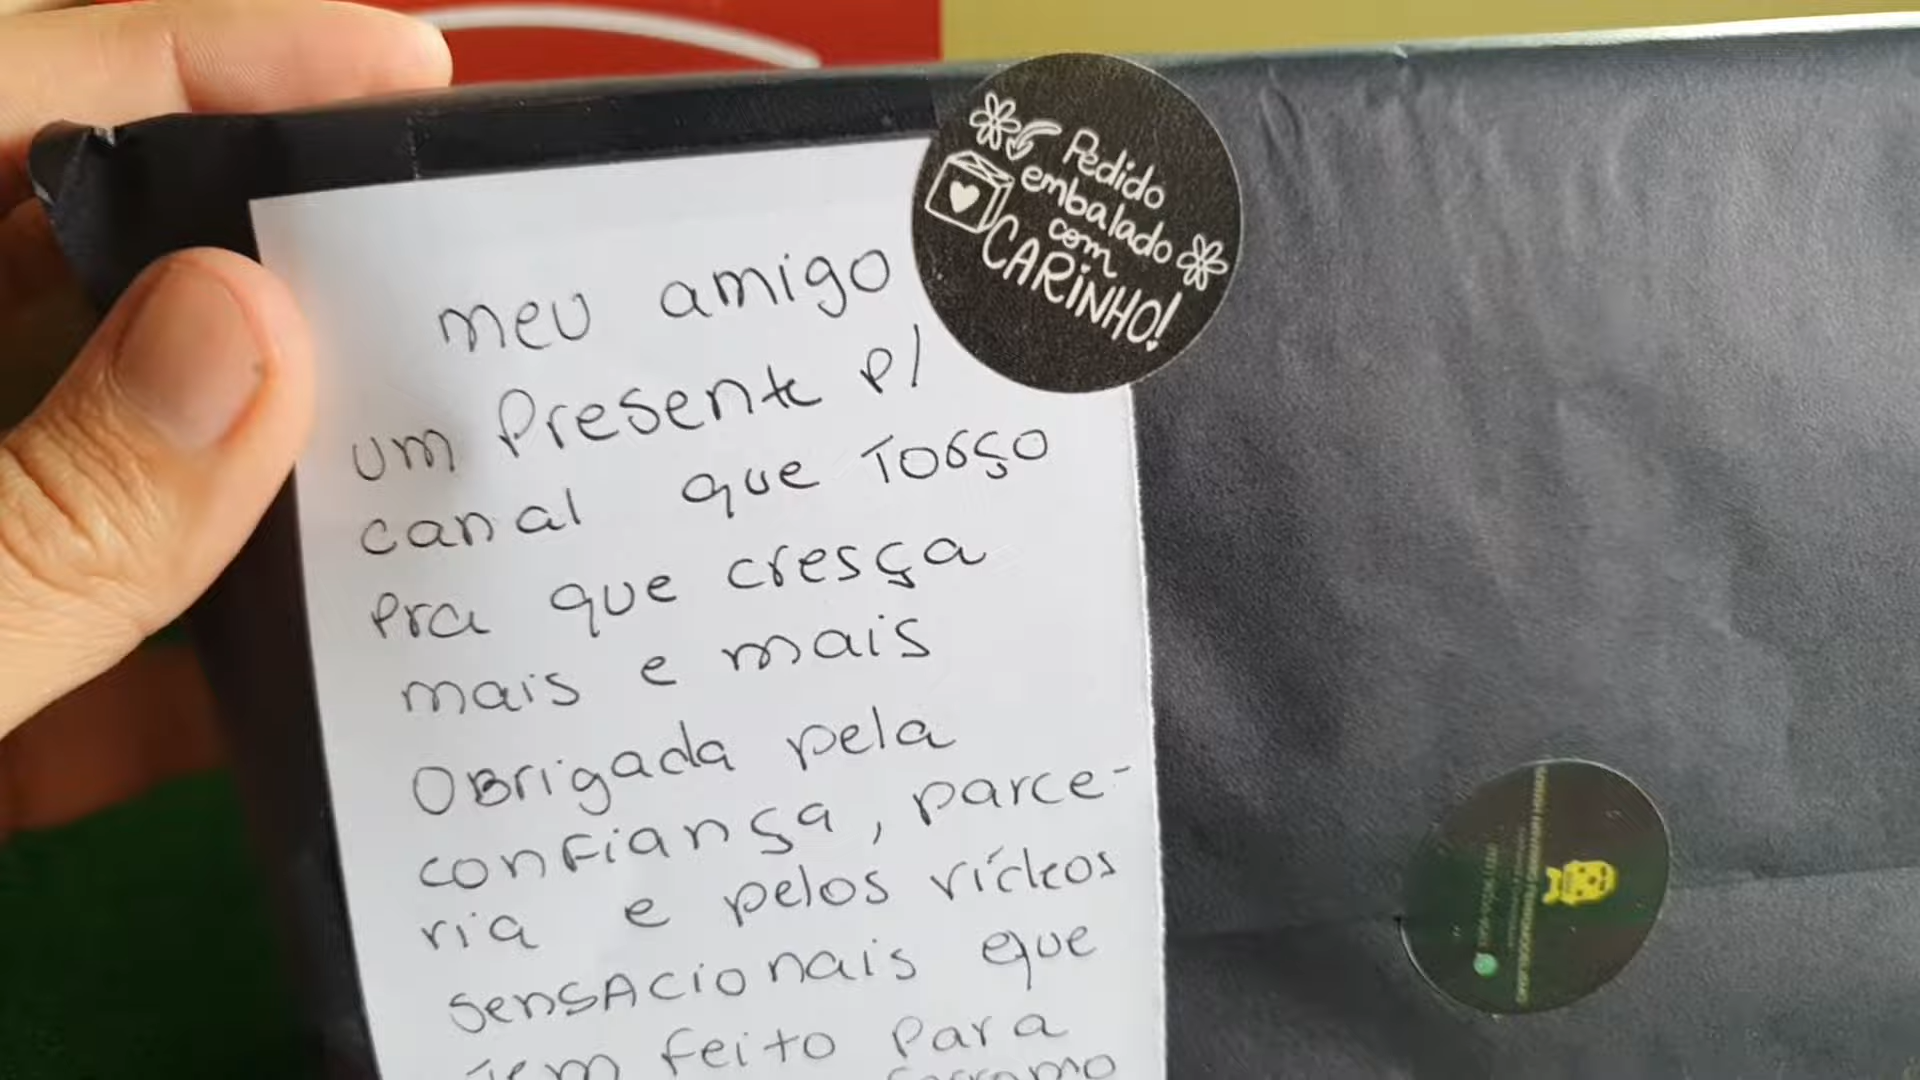 Pedido
embalado
com
CARINHO!
meu amigo
um Presente p/
canal que Torço
Pra que cresça
mais e mais
Obrigada pela
confiança, parce-
ria e pelos vídeos
sensacionais que
tem feito para